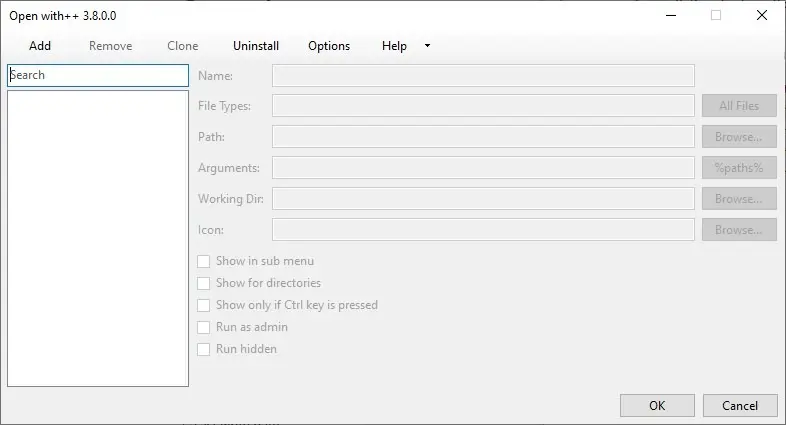 Open with++ 3.8.0.0
Add Remove Clone Uninstall Options Help
Search
Name:
File Types: All Files
Path: Browse...
Arguments: %paths%
Working Dir: Browse...
Icon: Browse...
Show in sub menu
Show for directories
Show only if Ctrl key is pressed
Run as admin
Run hidden
OK Cancel